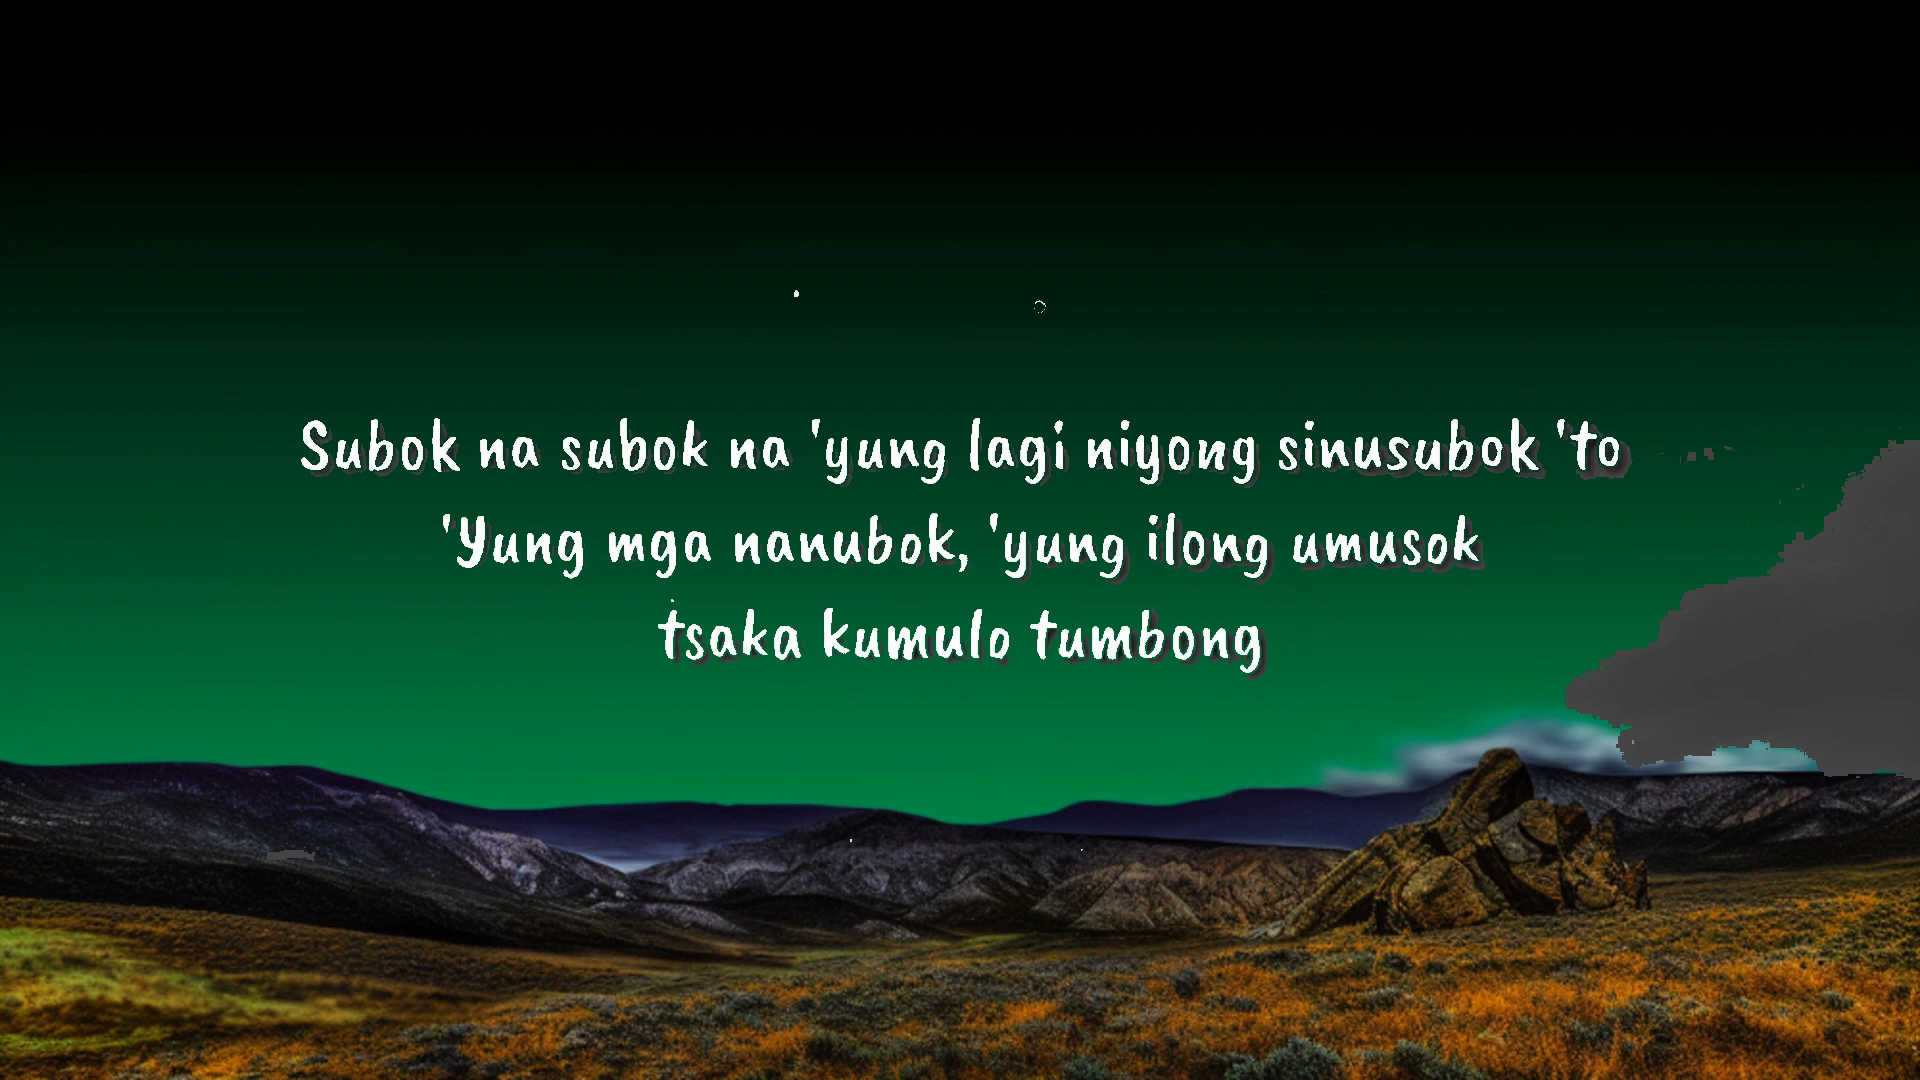 Subok na subok na 'yung lagi niyong sinusubok 'to
'Yung mga nanubok, 'yung ilong umusok
tsaka kumulo tumbong